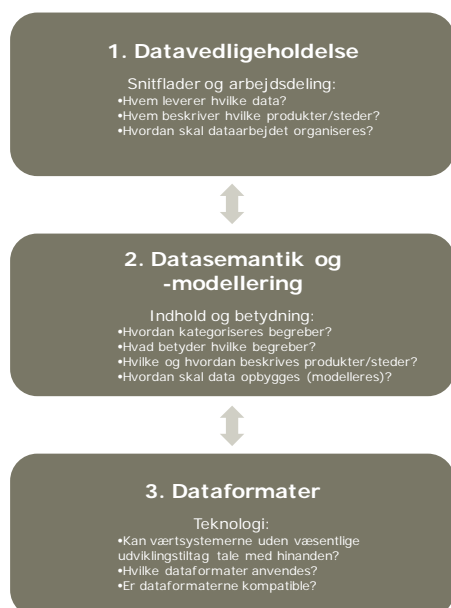 1. Datavedligeholdelse
Snitflader og arbejdsdeling:
•Hvem leverer hvilke data?
•Hvem beskriver hvilke produkter/steder?
•Hvordan skal dataarbejdet organiseres?
2. Datasemantik og
-modellering
Indhold og betydning:
•Hvordan kategoriseres begreber?
•Hvad betyder hvilke begreber?
•Hvilke og hvordan beskrives produkter/steder?
•Hvordan skal data opbygges (modelleres)?
3. Dataformater
Teknologi:
•Kan værtsystemerne uden væsentlige
udviklingstiltag tale med hinanden?
•Hvilke dataformater anvendes?
•Er dataformaterne kompatible?